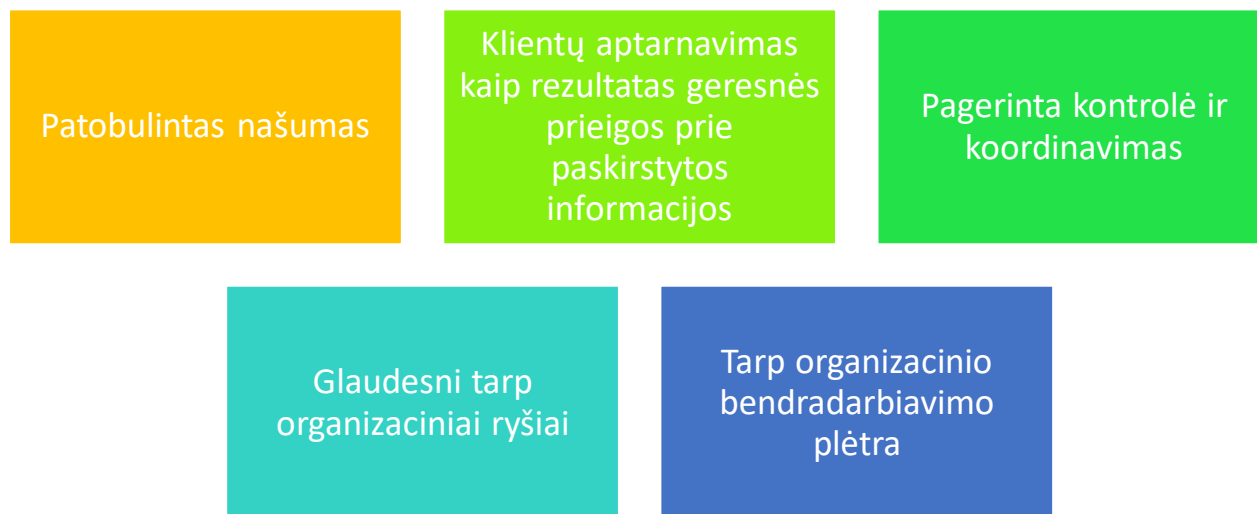 Patobulintas našumas
Klientų aptarnavimas
kaip rezultatas geresnės
prieigos prie
paskirstytos
informacijos
Pagerinta kontrolė ir
koordinavimas
Glaudesni tarp
organizaciniai ryšiai
Tarp organizacinio
bendradarbiavimo
plėtra